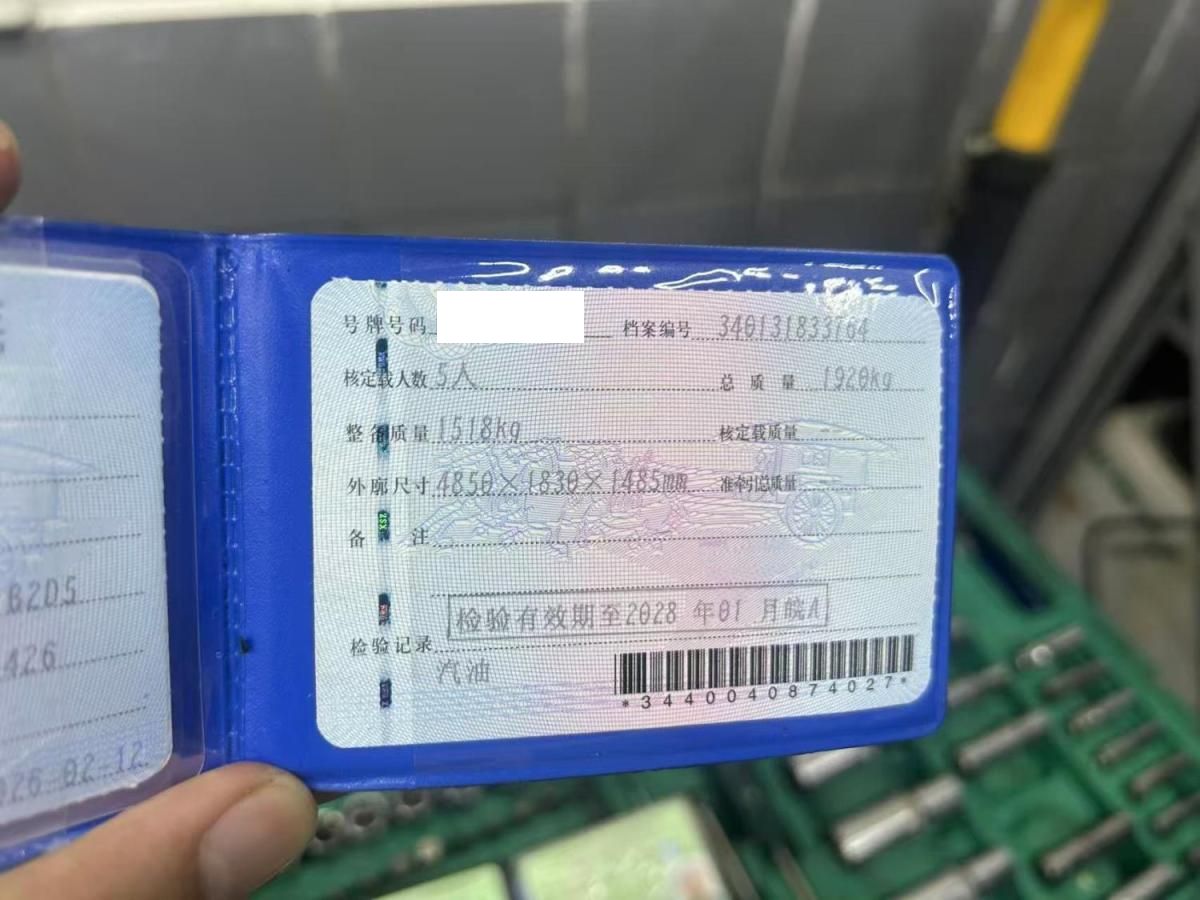 号牌号码
档案编号 340131833764
核定载人数 5人
总质量 1920kg
整备质量 1518kg
核定载质量
外廓尺寸 4850×1830×1485mm
准牵引总质量
备注
检验有效期至2028年01月皖A
检验记录
汽油
*3440040874027*
B2D5
426
026-02-12